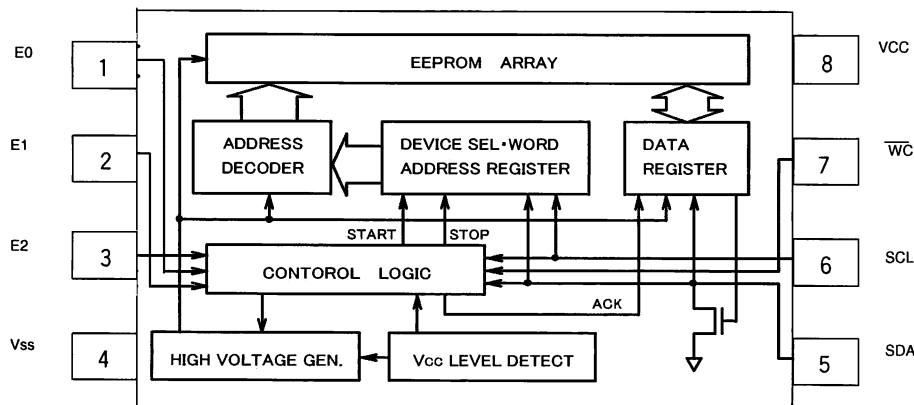 E0
1
EEPROM ARRAY
8
VCC
E1
2
ADDRESS
DECODER
DEVICE SEL·WORD
ADDRESS REGISTER
DATA
REGISTER
7
WC
START
STOP
E2
3
CONTOROL LOGIC
6
SCL
ACK
Vss
4
HIGH VOLTAGE GEN.
Vcc LEVEL DETECT
5
SDA